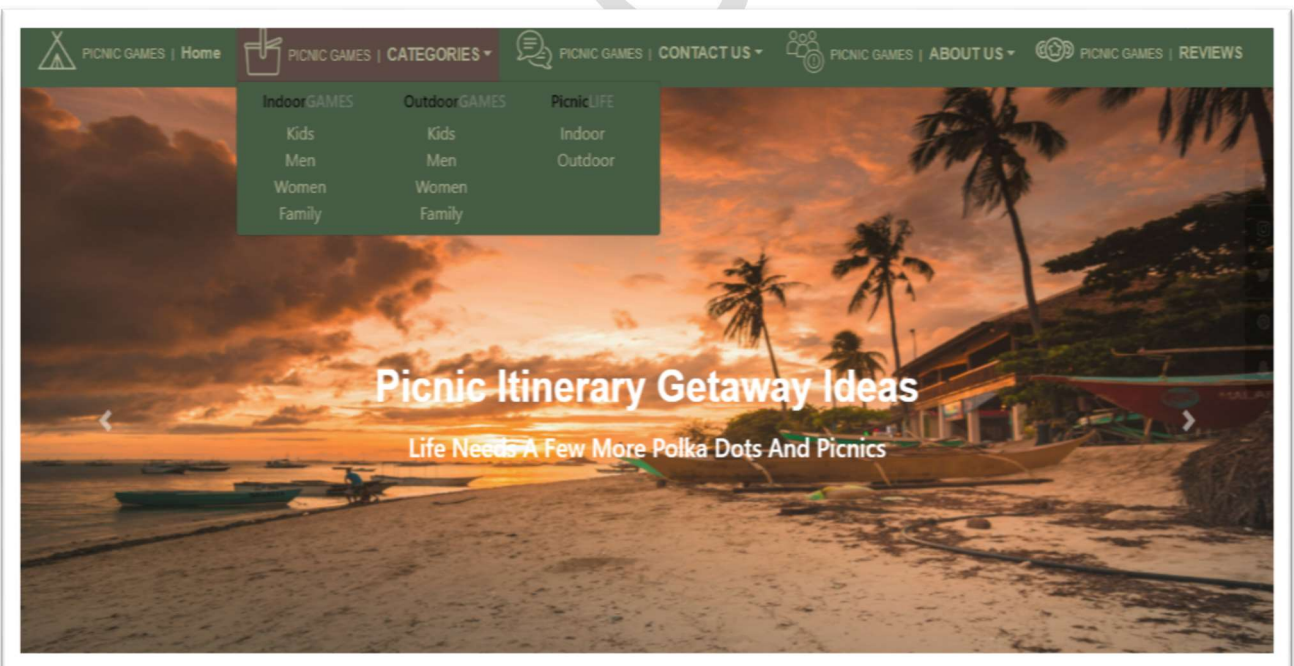 PICNIC GAMES | Home PICNIC GAMES | CATEGORIES PICNIC GAMES | CONTACT US PICNIC GAMES | ABOUT US PICNIC GAMES | REVIEWS
IndoorGAMES OutdoorGAMES PicnicLIFE
Kids Kids Indoor
Men Men Outdoor
Women Women
Family Family
Picnic Itinerary Getaway Ideas
Life Needs A Few More Polka Dots And Picnics